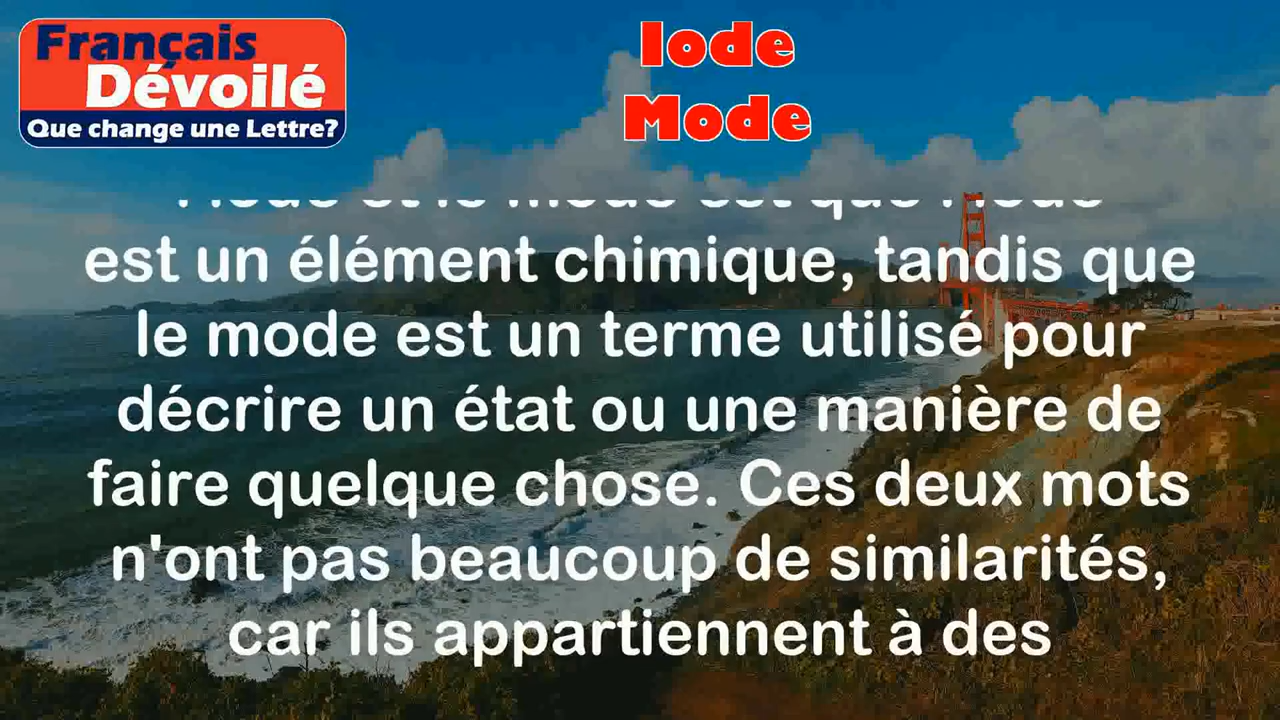 Français
Dévoilé
Que change une Lettre?
Iode
Mode
est un élément chimique, tandis que
le mode est un terme utilisé pour
décrire un état ou une manière de
faire quelque chose. Ces deux mots
n'ont pas beaucoup de similarités,
car ils appartiennent à des